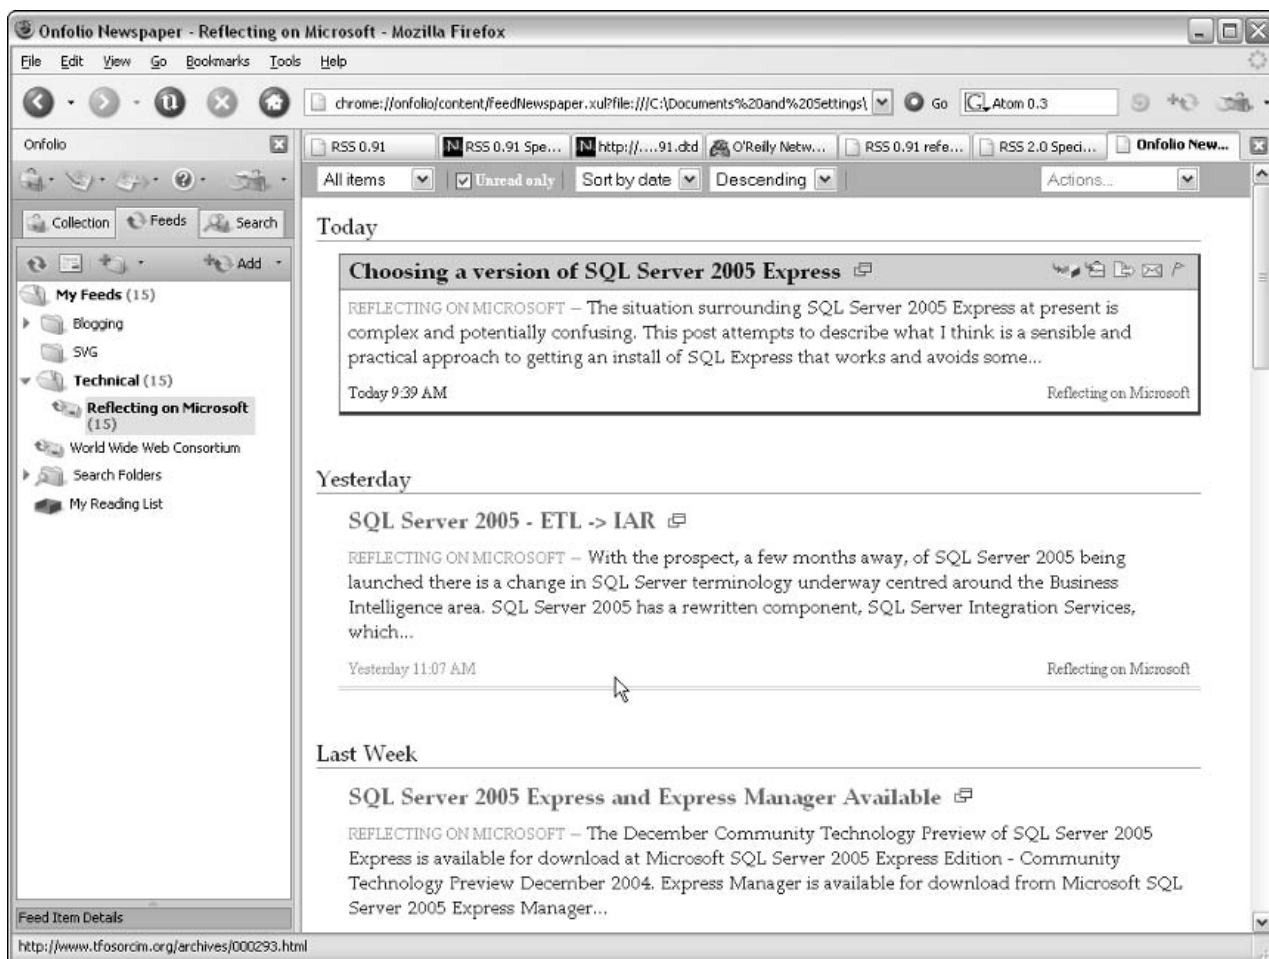 Onfolio Newspaper - Reflecting on Microsoft - Mozilla Firefox
File Edit View Go Bookmarks Tools Help
chrome://onfolio/content/feedNewspaper.xul?file:///C:\Documents%20and%20Settings\ Go G Atom 0.3
Onfolio
RSS 0.91 N RSS 0.91 Spe... N http://....91.dtd O'Reilly Netw... RSS 0.91 refe... RSS 2.0 Speci... Onfolio New...
All items Unread only Sort by date Descending Actions...
Collection Feeds Search
Add
My Feeds (15)
Blogging
SVG
Technical (15)
Reflecting on Microsoft
(15)
World Wide Web Consortium
Search Folders
My Reading List
Today
Choosing a version of SQL Server 2005 Express
REFLECTING ON MICROSOFT – The situation surrounding SQL Server 2005 Express at present is
complex and potentially confusing. This post attempts to describe what I think is a sensible and
practical approach to getting an install of SQL Express that works and avoids some...
Today 9:39 AM Reflecting on Microsoft
Yesterday
SQL Server 2005 - ETL -> IAR
REFLECTING ON MICROSOFT – With the prospect, a few months away, of SQL Server 2005 being
launched there is a change in SQL Server terminology underway centred around the Business
Intelligence area. SQL Server 2005 has a rewritten component, SQL Server Integration Services,
which...
Yesterday 11:07 AM Reflecting on Microsoft
Last Week
SQL Server 2005 Express and Express Manager Available
REFLECTING ON MICROSOFT – The December Community Technology Preview of SQL Server 2005
Express is available for download at Microsoft SQL Server 2005 Express Edition - Community
Technology Preview December 2004. Express Manager is available for download from Microsoft SQL
Server 2005 Express Manager...
Feed Item Details
http://www.tfosorcim.org/archives/000293.html